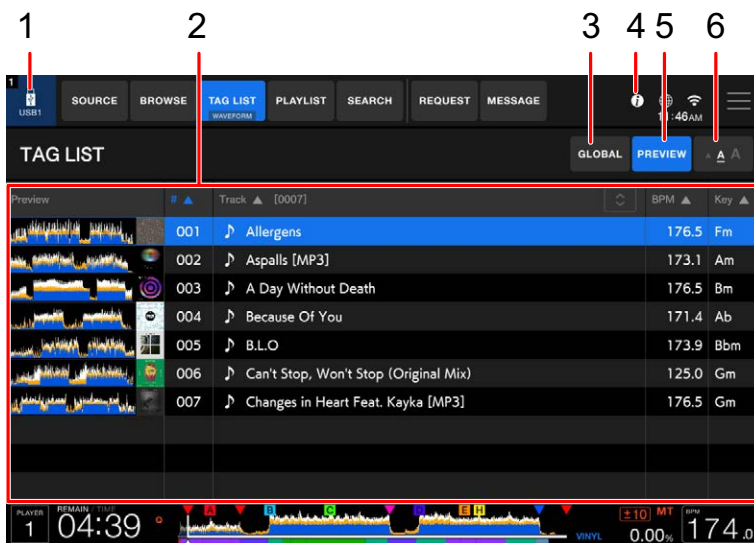 1 2 3 4 5 6
1
USB1
SOURCE BROWSE TAG LIST PLAYLIST SEARCH REQUEST MESSAGE
WAVEFORM
11:46AM
TAG LIST GLOBAL PREVIEW A A A
Preview # ▲ Track ▲ [0007] BPM ▲ Key ▲
001 Allergens 176.5 Fm
002 Aspalls [MP3] 173.1 Am
003 A Day Without Death 176.5 Bm
004 Because Of You 171.4 Ab
005 B.L.O 173.9 Bbm
006 Can't Stop, Won't Stop (Original Mix) 125.0 Gm
007 Changes in Heart Feat. Kayka [MP3] 176.5 Gm
PLAYER REMAIN / TIME A B C D E H ±10 MT BPM
1 04:39 VINYL 0.00% 174.0